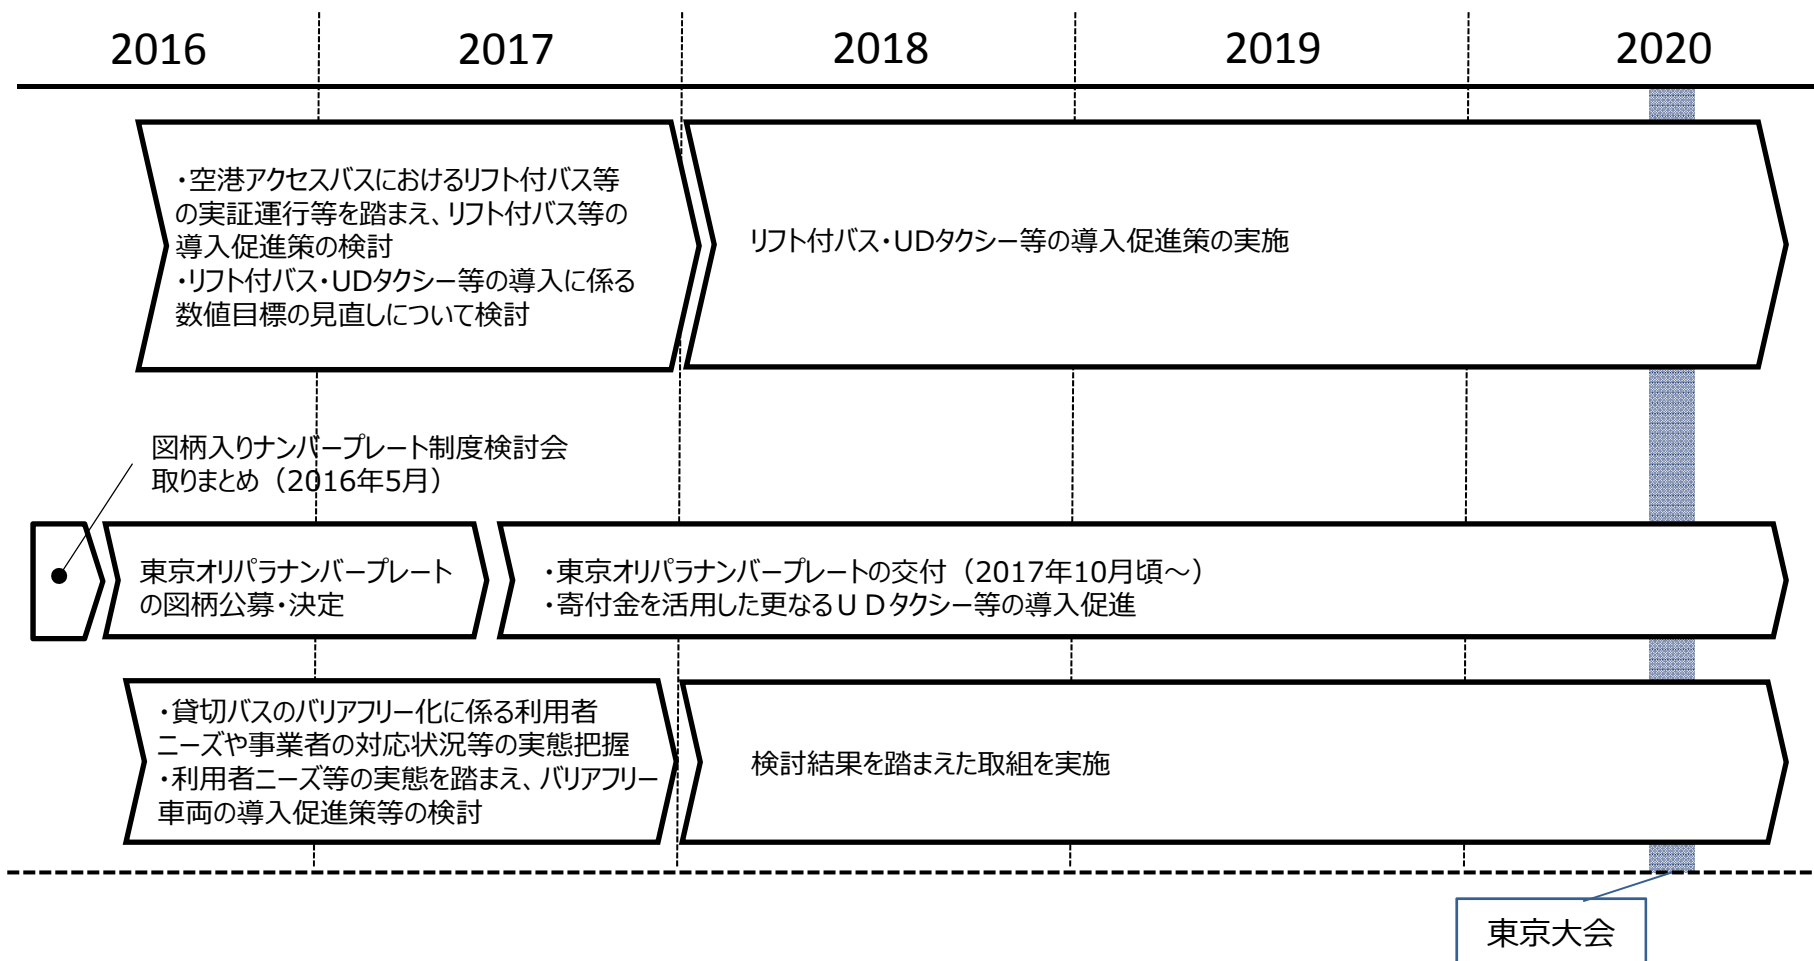 2016
2017
2018
2019
2020
・空港アクセスバスにおけるリフト付バス等
の実証運行等を踏まえ、リフト付バス等の
導入促進策の検討
・リフト付バス・UDタクシー等の導入に係る
数値目標の見直しについて検討
リフト付バス・UDタクシー等の導入促進策の実施
図柄入りナンバープレート制度検討会
取りまとめ（2016年5月）
東京オリパラナンバープレート
の図柄公募・決定
・東京オリパラナンバープレートの交付（2017年10月頃～）
・寄付金を活用した更なるＵＤタクシー等の導入促進
・貸切バスのバリアフリー化に係る利用者
ニーズや事業者の対応状況等の実態把握
・利用者ニーズ等の実態を踏まえ、バリアフリー
車両の導入促進策等の検討
検討結果を踏まえた取組を実施
東京大会